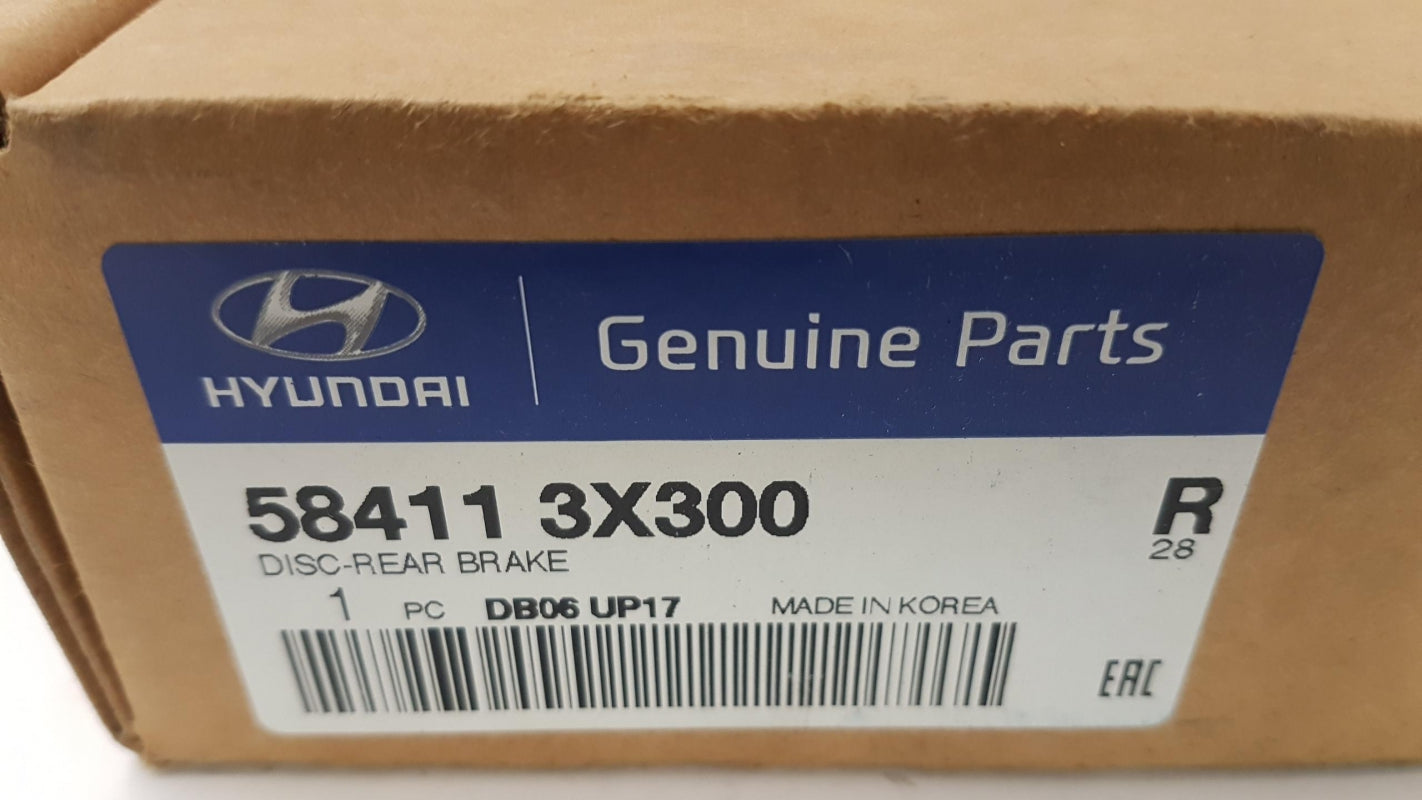 HYUNDAI
Genuine Parts
58411 3X300
R
DISC-REAR BRAKE
28
1 PC DB06 UP17 MADE IN KOREA
EAC